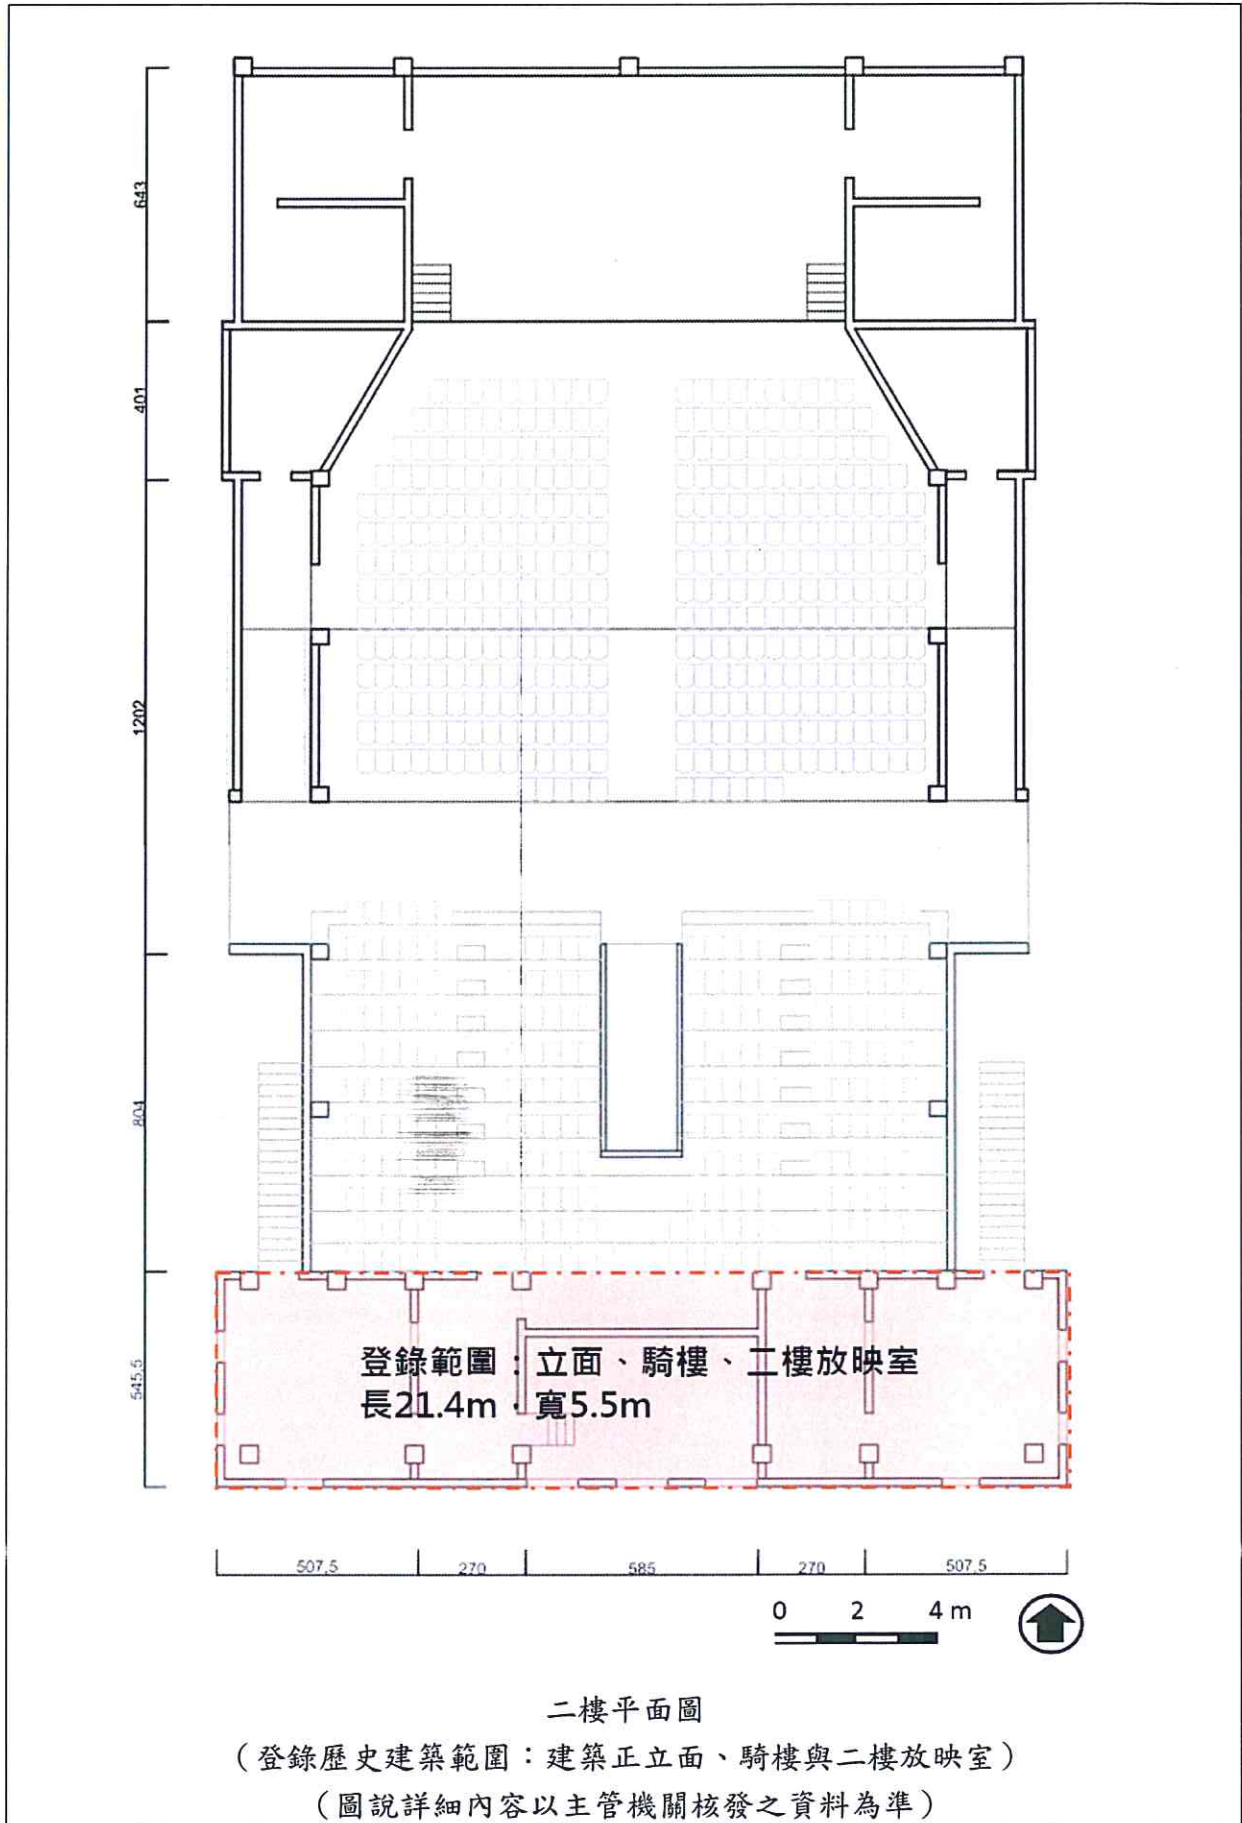 643
401
1202
801
545.5
登錄範圍：立面、騎樓、二樓放映室
長21.4m，寬5.5m
507.5 270 585 270 507.5
0 2 4 m
二樓平面圖
（登錄歷史建築範圍：建築正立面、騎樓與二樓放映室）
（圖說詳細內容以主管機關核發之資料為準）